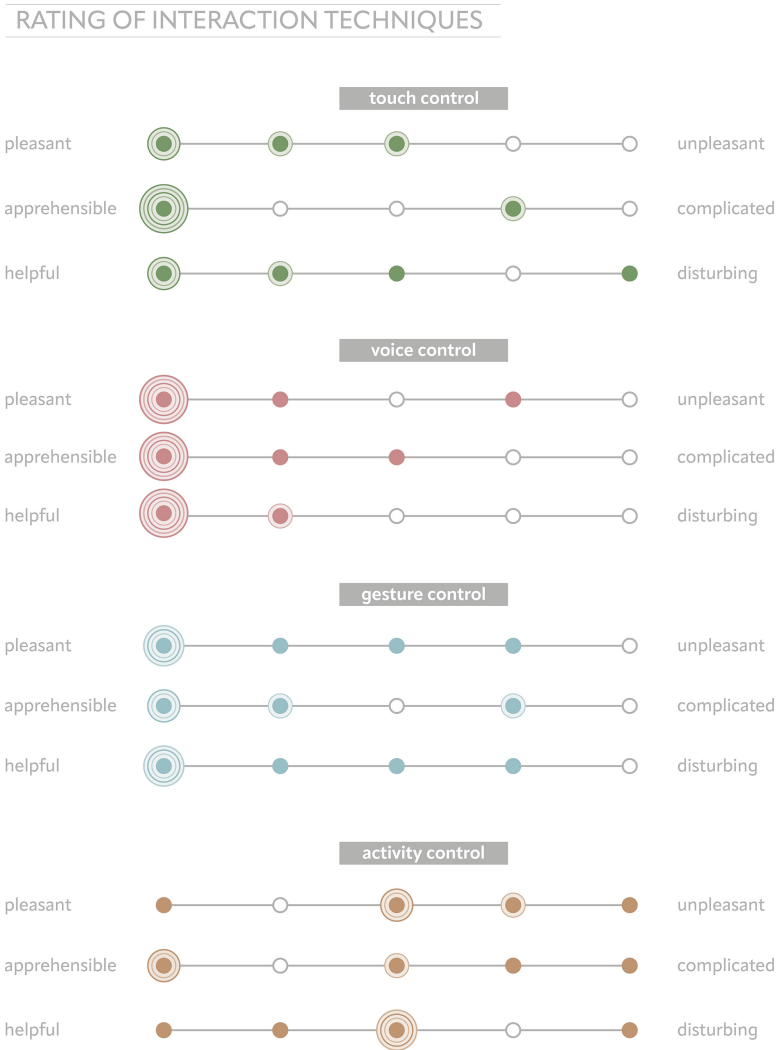 RATING OF INTERACTION TECHNIQUES
touch control
pleasant unpleasant
apprehensible complicated
helpful disturbing
voice control
pleasant unpleasant
apprehensible complicated
helpful disturbing
gesture control
pleasant unpleasant
apprehensible complicated
helpful disturbing
activity control
pleasant unpleasant
apprehensible complicated
helpful disturbing